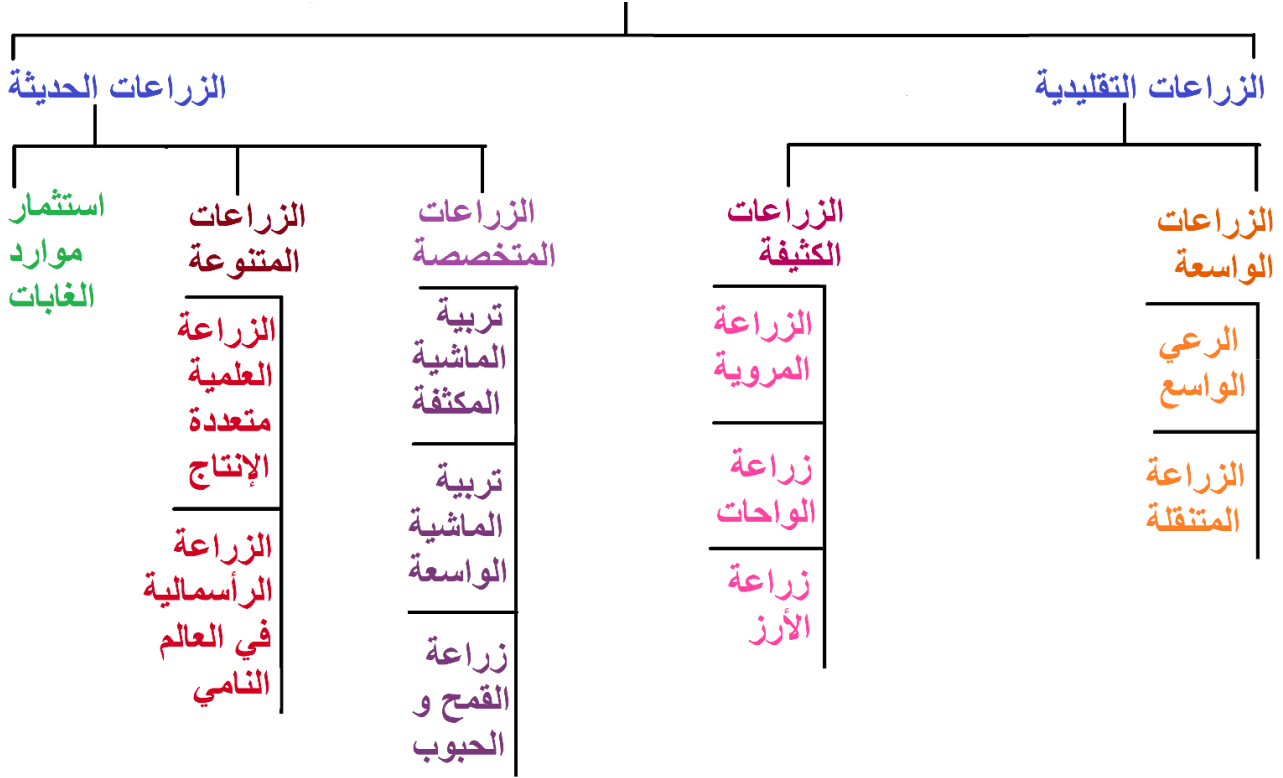 الزراعات التقليدية
الزراعات الحديثة
الزراعات
الواسعة
الرعي
الواسع
الزراعة
المتنقلة
الزراعات
الكثيفة
الزراعة
المروية
زراعة
الواحات
زراعة
الأرز
الزراعات
المتخصصة
تربية
الماشية
المكثفة
تربية
الماشية
الواسعة
زراعة
القمح و
الحبوب
الزراعات
المتنوعة
الزراعة
العلمية
متعددة
الإنتاج
الزراعة
الرأسمالية
في العالم
النامي
استثمار
موارد
الغابات